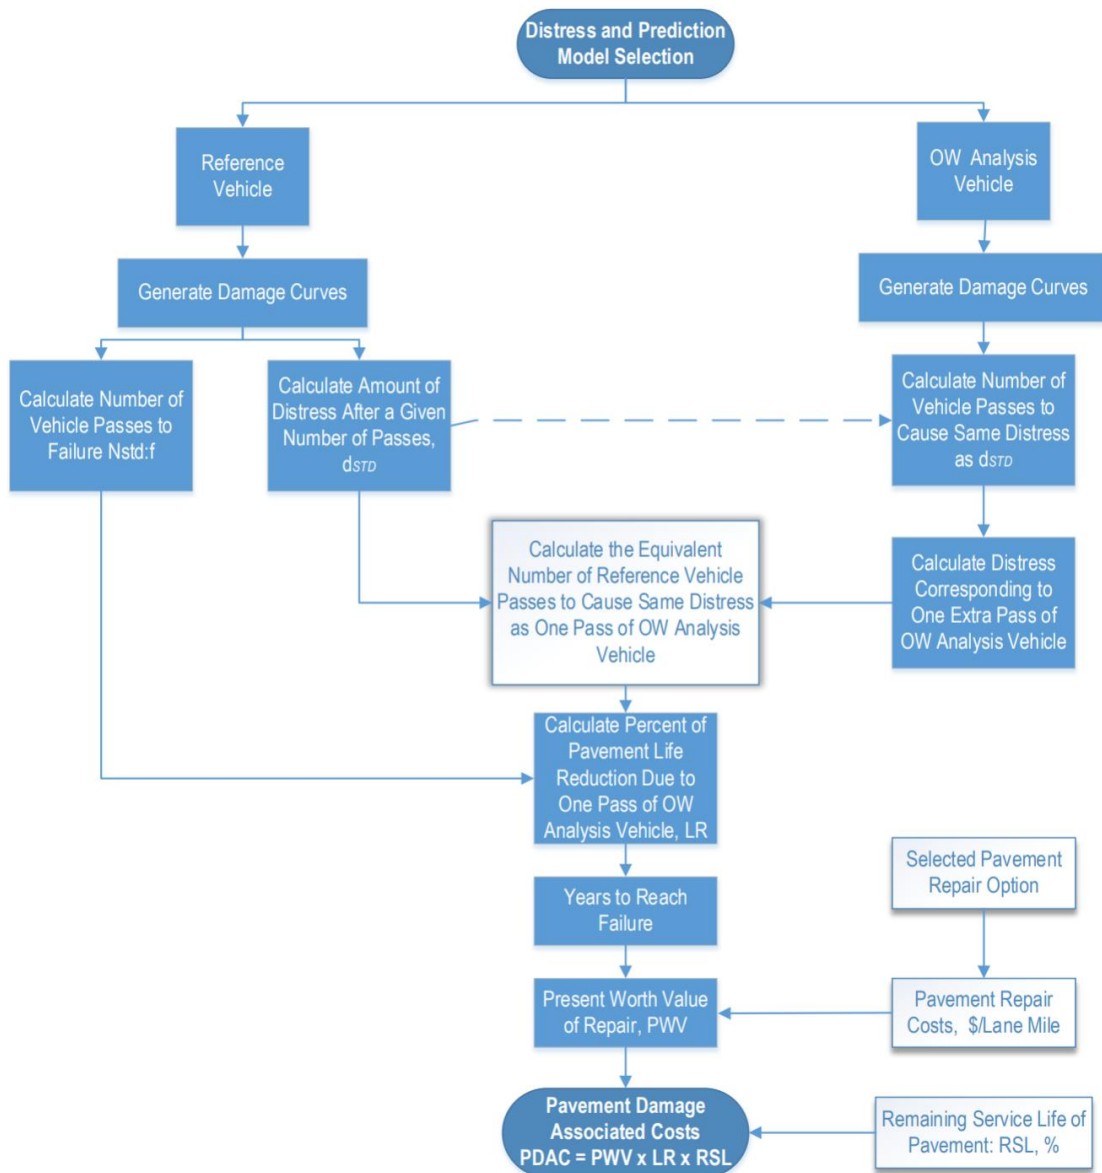 Distress and Prediction
Model Selection
Reference
Vehicle
OW Analysis
Vehicle
Generate Damage Curves
Generate Damage Curves
Calculate Number of
Vehicle Passes to
Failure Nstd:f
Calculate Amount of
Distress After a Given
Number of Passes,
dSTD
Calculate Number of
Vehicle Passes to
Cause Same Distress
as dSTD
Calculate the Equivalent
Number of Reference Vehicle
Passes to Cause Same Distress
as One Pass of OW Analysis
Vehicle
Calculate Distress
Corresponding to
One Extra Pass of
OW Analysis Vehicle
Calculate Percent of
Pavement Life
Reduction Due to
One Pass of OW
Analysis Vehicle, LR
Selected Pavement
Repair Option
Years to Reach
Failure
Present Worth Value
of Repair, PWV
Pavement Repair
Costs, $/Lane Mile
Pavement Damage
Associated Costs
PDAC = PWV x LR x RSL
Remaining Service Life of
Pavement: RSL, %